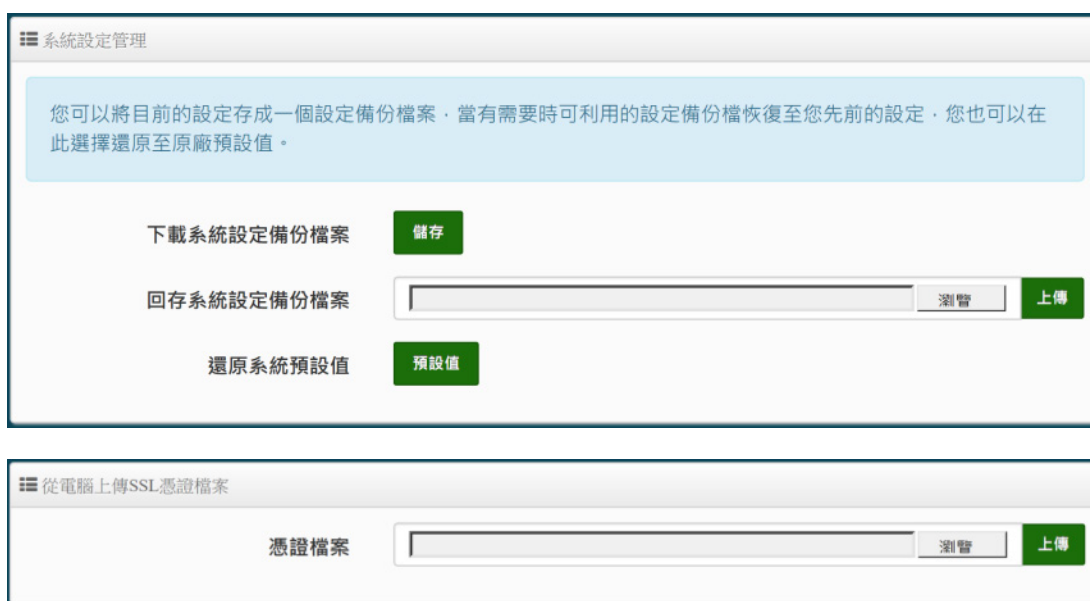 系統設定管理
您可以將目前的設定存成一個設定備份檔案，當有需要時可利用的設定備份檔恢復至您先前的設定，您也可以在
此選擇還原至原廠預設值。
下載系統設定備份檔案 儲存
回存系統設定備份檔案 瀏覽 上傳
還原系統預設值 預設值
從電腦上傳SSL憑證檔案
憑證檔案 瀏覽 上傳